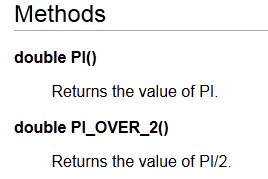 Methods
double PI()
Returns the value of PI.
double PI_OVER_2()
Returns the value of PI/2.